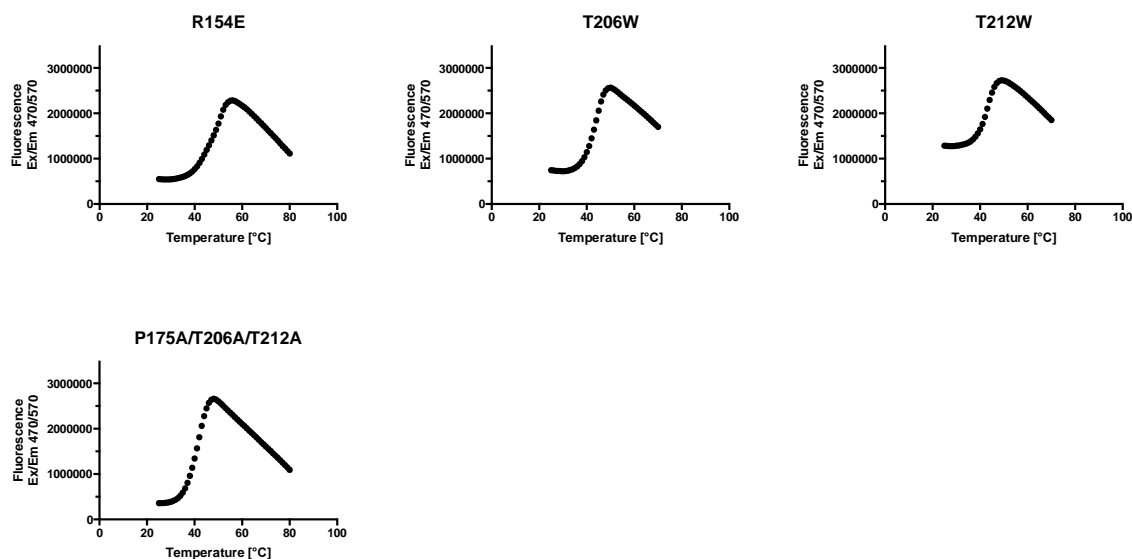 R154E
Fluorescence
Ex/Em 470/570
3000000
2000000
1000000
0
0 20 40 60 80 100
Temperature [°C]
T206W
Fluorescence
Ex/Em 470/570
3000000
2000000
1000000
0
0 20 40 60 80 100
Temperature [°C]
T212W
Fluorescence
Ex/Em 470/570
3000000
2000000
1000000
0
0 20 40 60 80 100
Temperature [°C]
P175A/T206A/T212A
Fluorescence
Ex/Em 470/570
3000000
2000000
1000000
0
0 20 40 60 80 100
Temperature [°C]